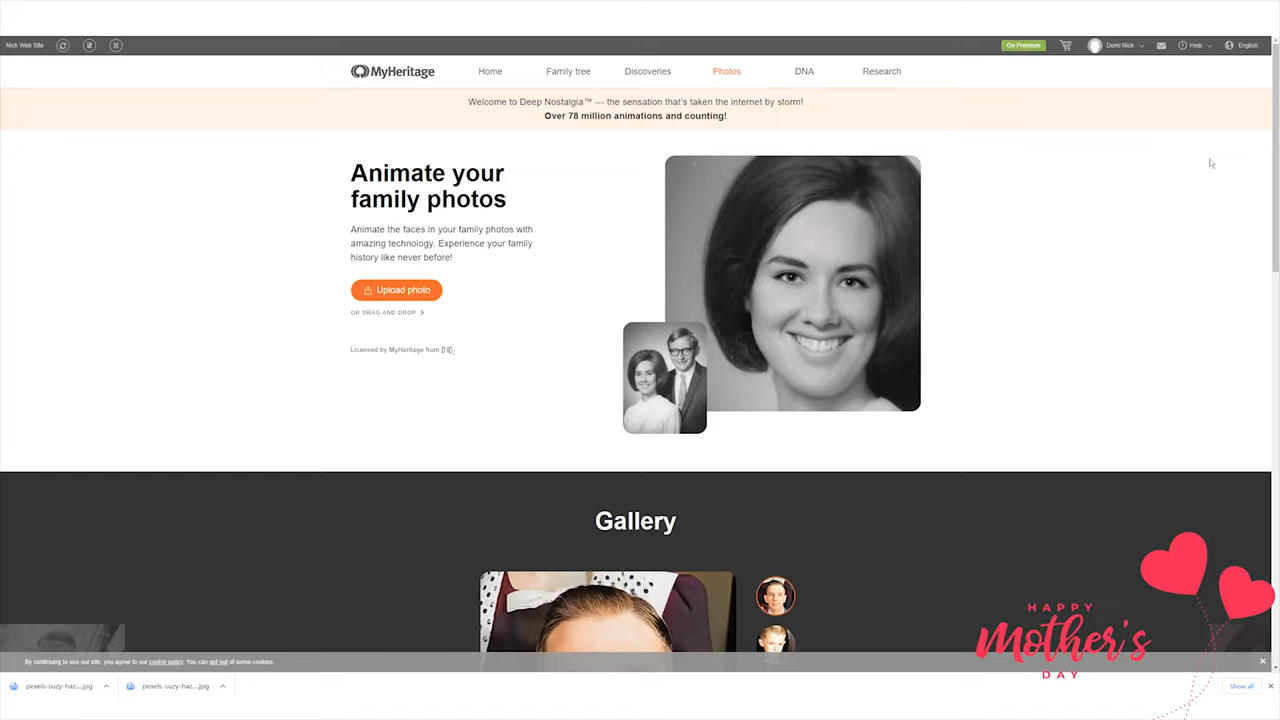 Nick Web Site
Go Premium
Domi Nick
Help
English
MyHeritage
Home
Family tree
Discoveries
Photos
DNA
Research
Welcome to Deep Nostalgia™ — the sensation that's taken the internet by storm!
Over 78 million animations and counting!
Animate your
family photos
Animate the faces in your family photos with
amazing technology. Experience your family
history like never before!
Upload photo
OR DRAG AND DROP
Licensed by MyHeritage from D-ID
Gallery
HAPPY
Mother's
DAY
By continuing to use our site, you agree to our cookie policy. You can opt out of some cookies.
pexels-suzy-haz....jpg
pexels-suzy-haz....jpg
Show all